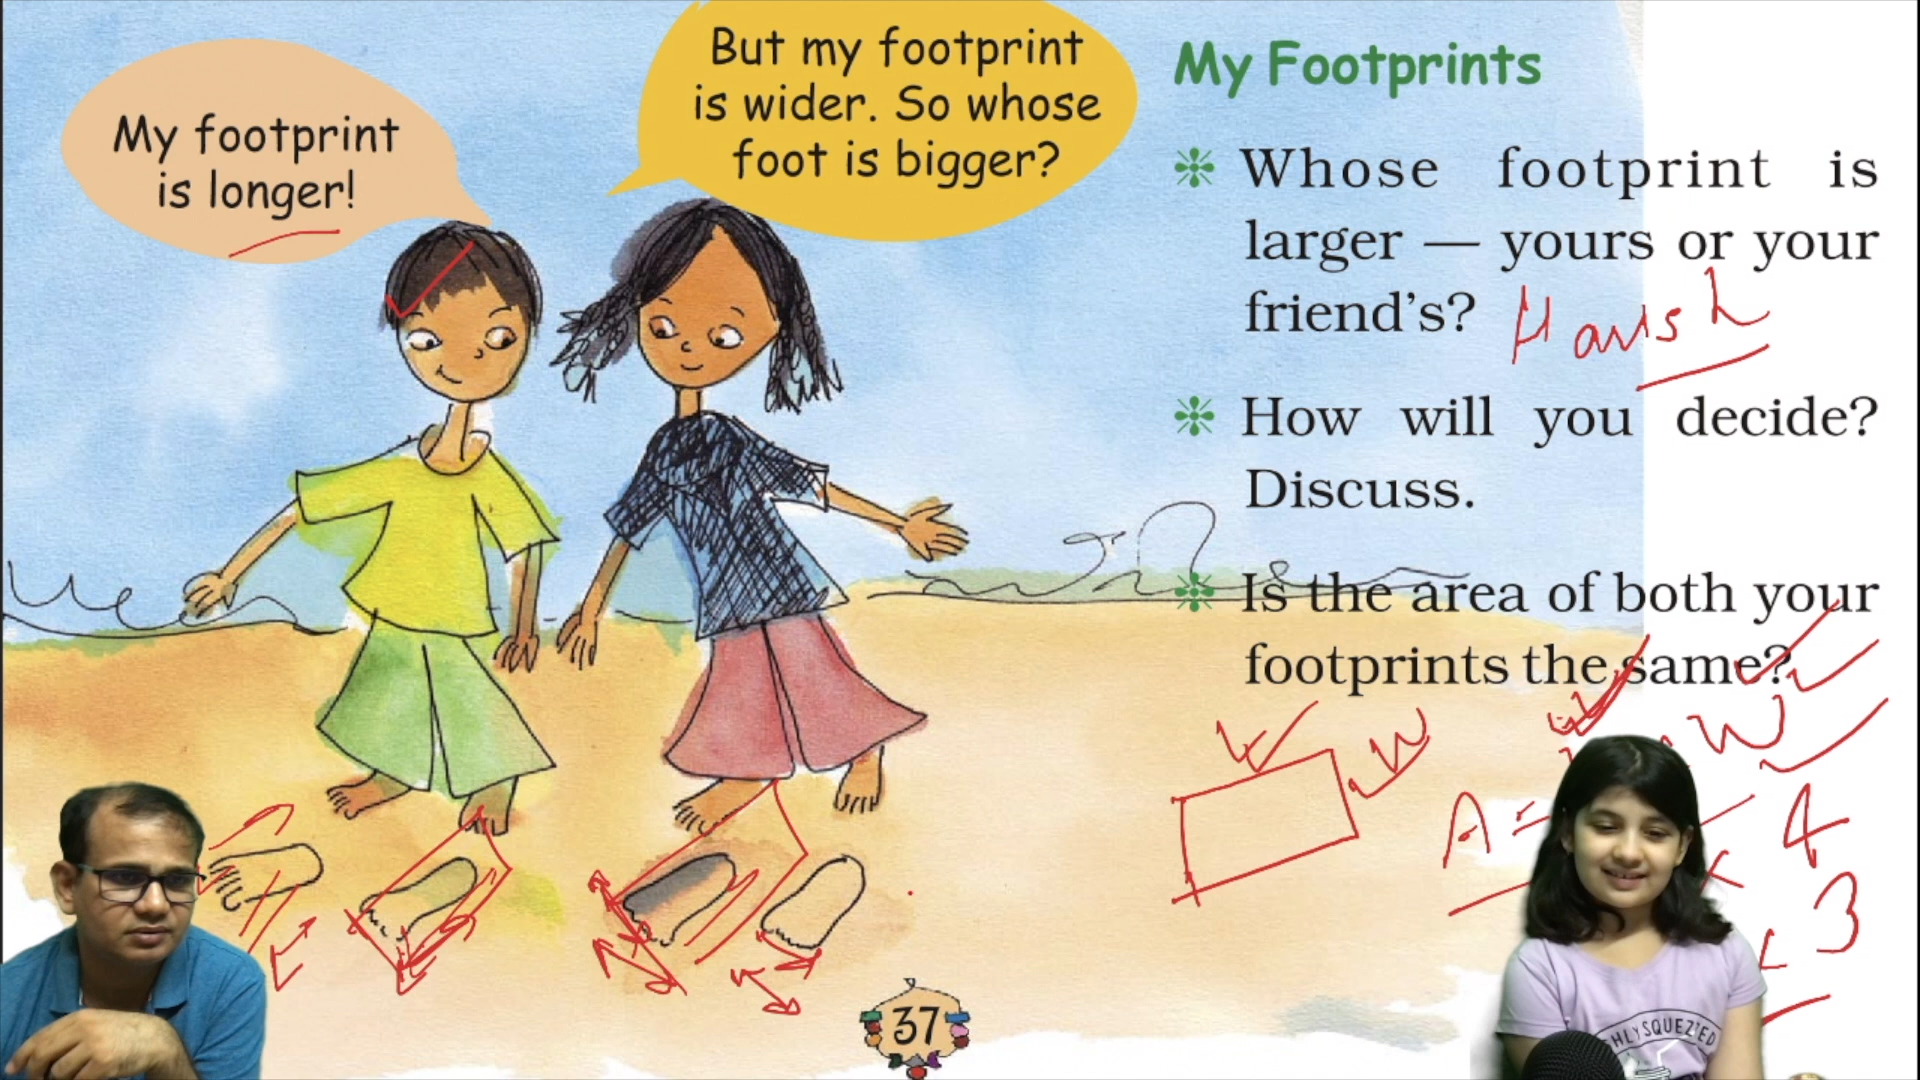 My footprint
is longer!
But my footprint
is wider. So whose
foot is bigger?
My Footprints
Whose footprint is
larger — yours or your
friend's?
Harsh
How will you decide?
Discuss.
Is the area of both your
footprints the same?
L
W
W
A =
× 4
× 3
L
37